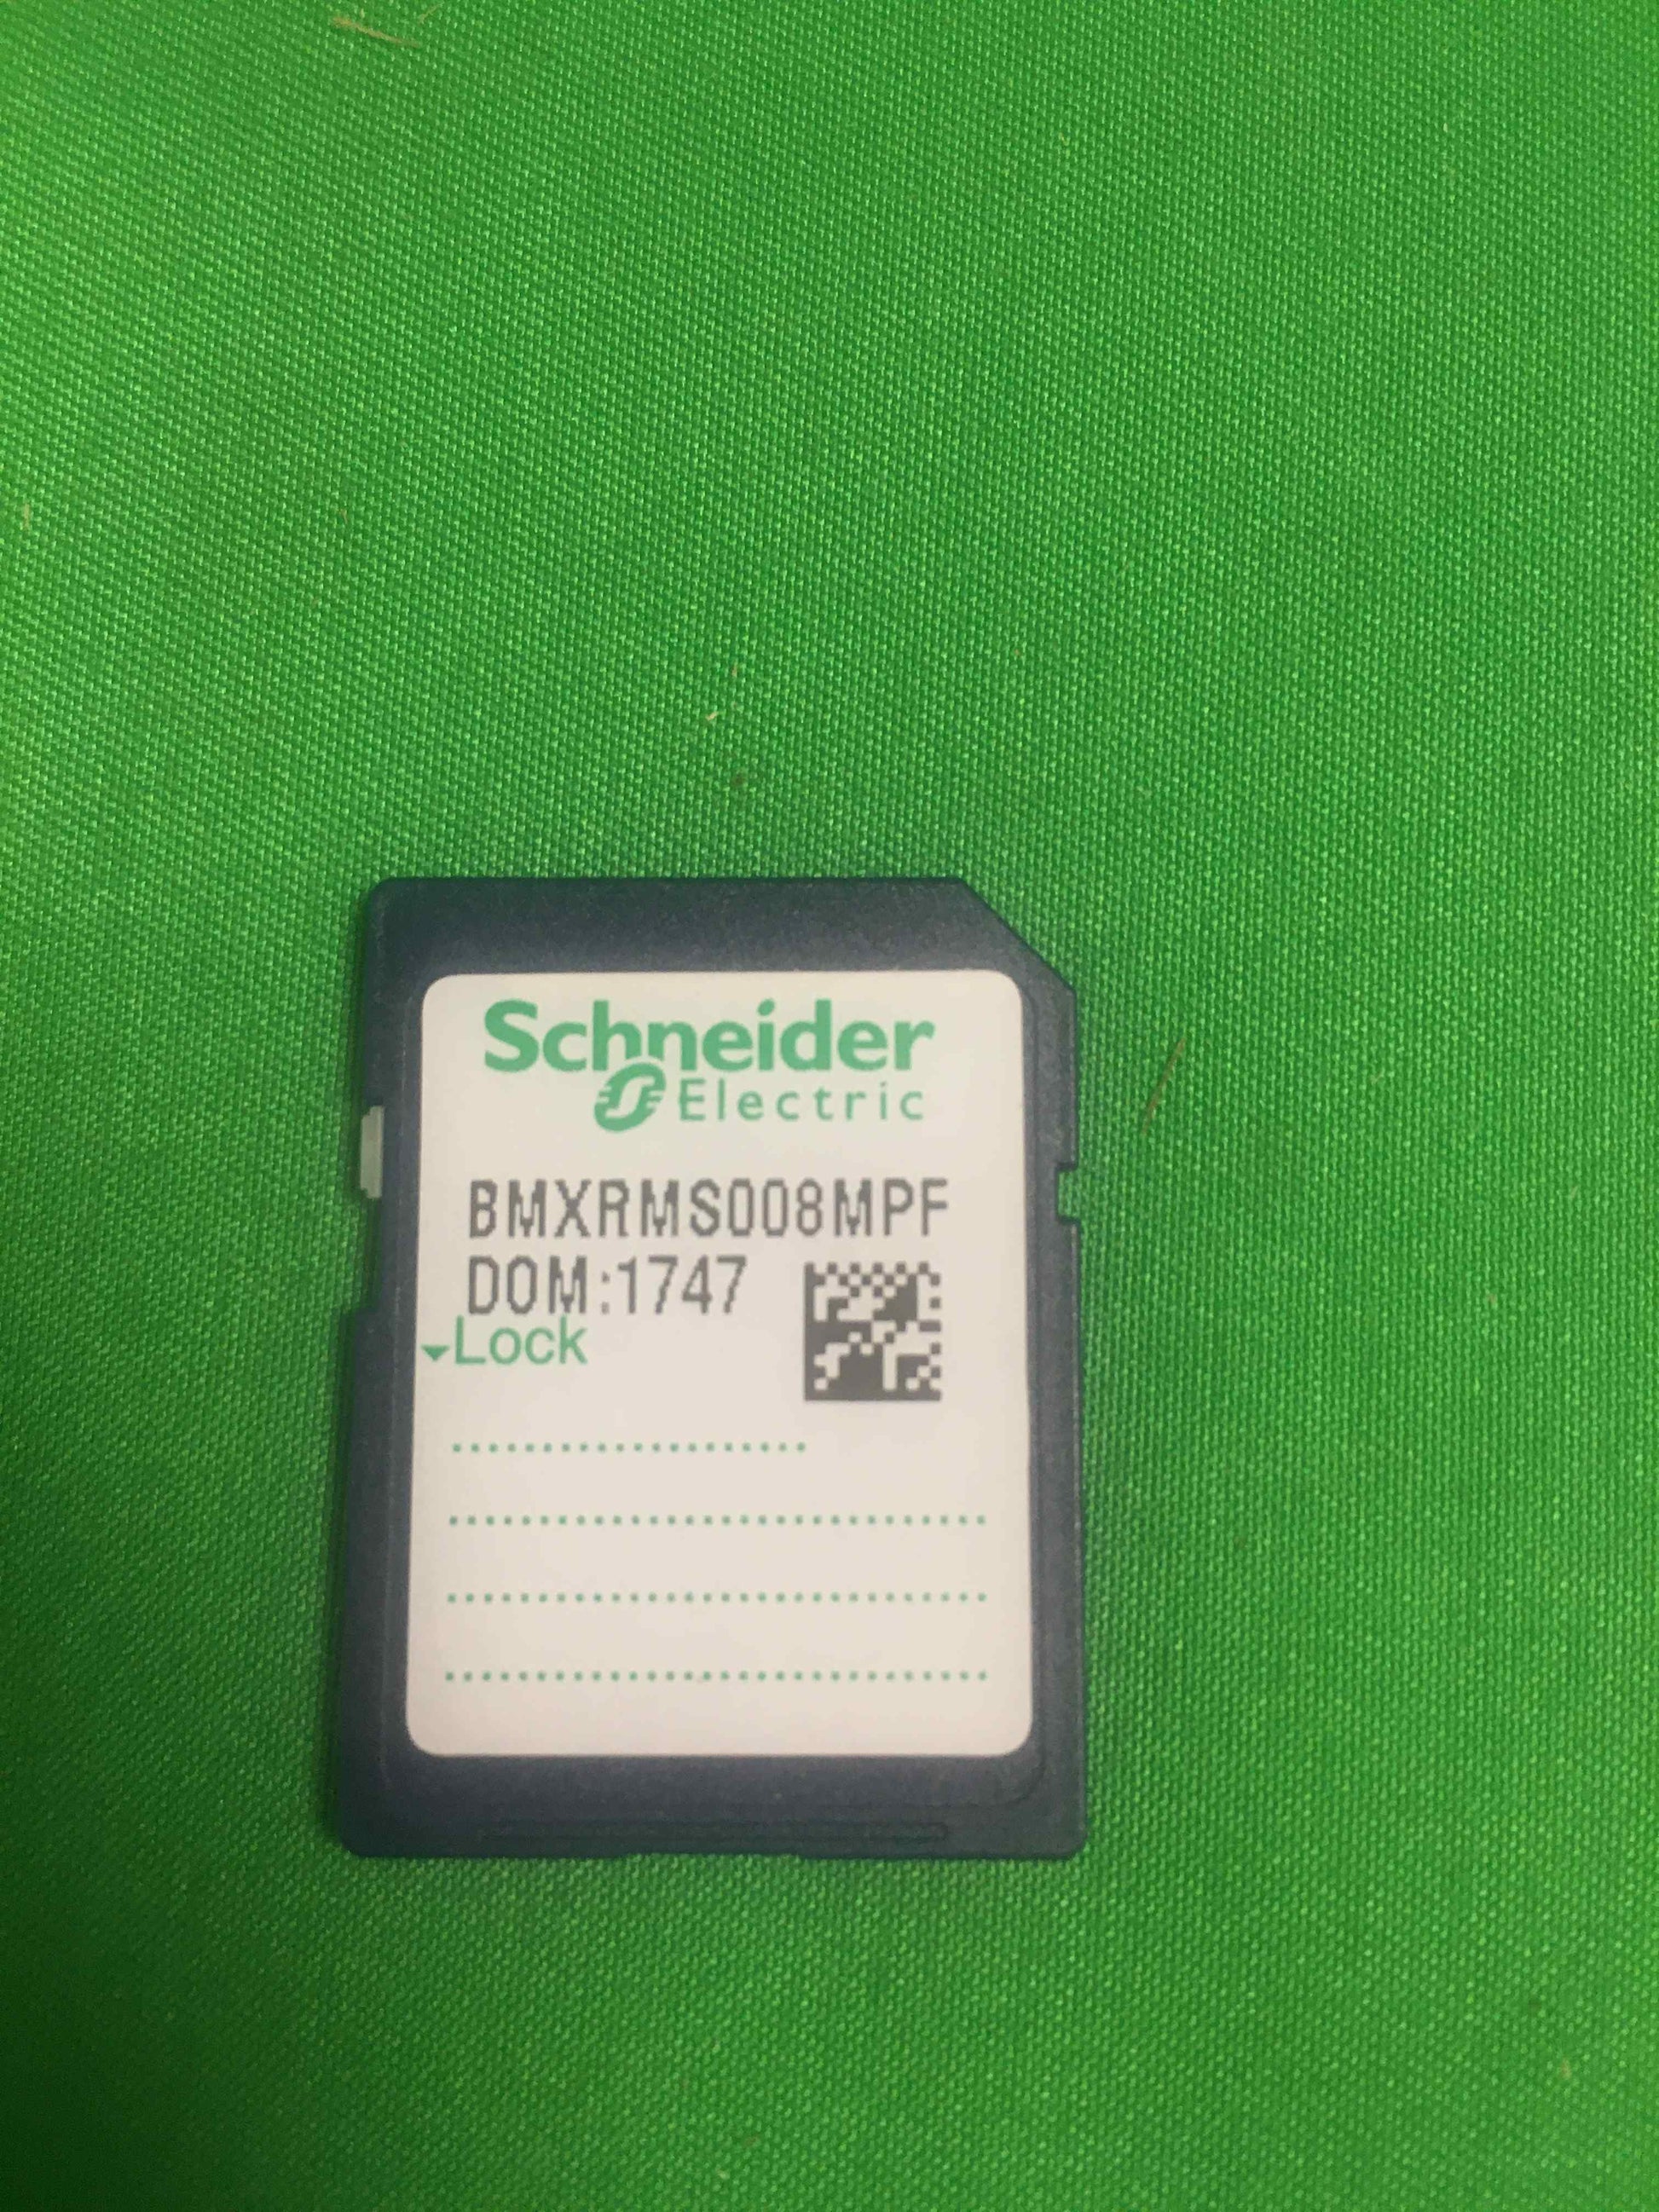 Schneider
Electric
BMXRMS008MPF
DOM:1747
Lock